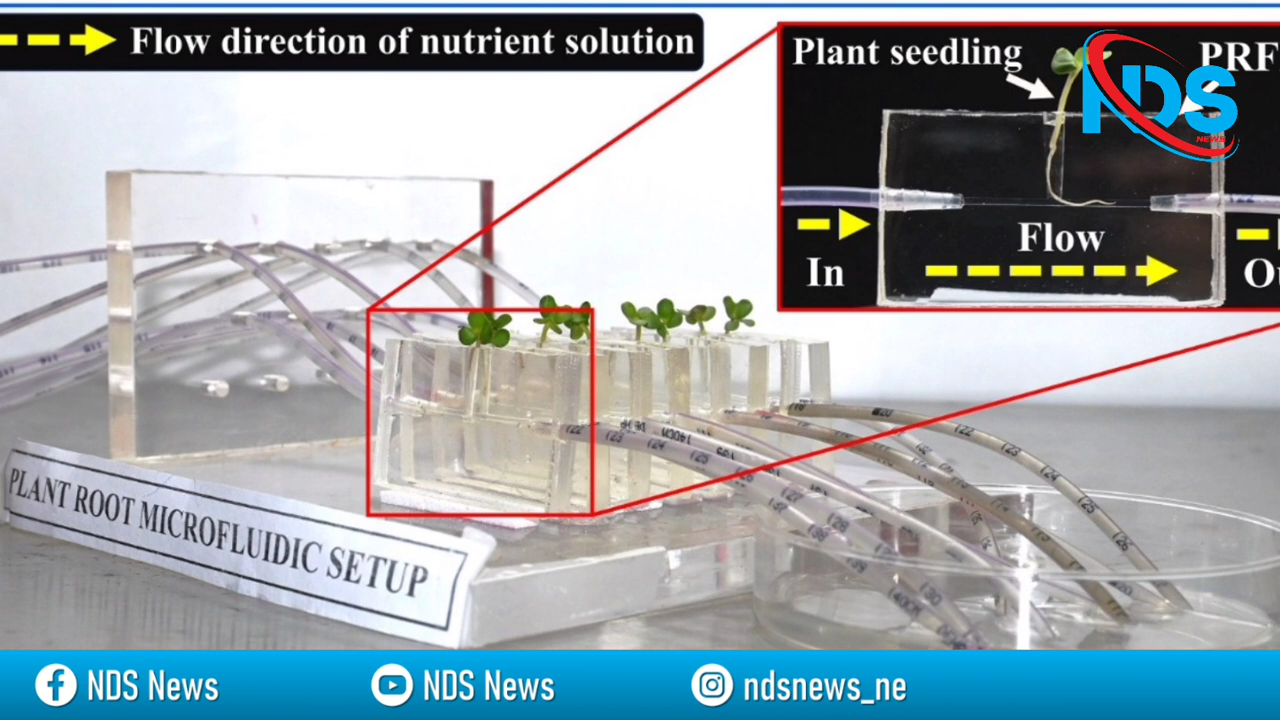 Flow direction of nutrient solution
Plant seedling
PRF
NDS
NEWS
In
Flow
Ou
PLANT ROOT MICROFLUIDIC SETUP
NDS News
NDS News
ndsnews_ne